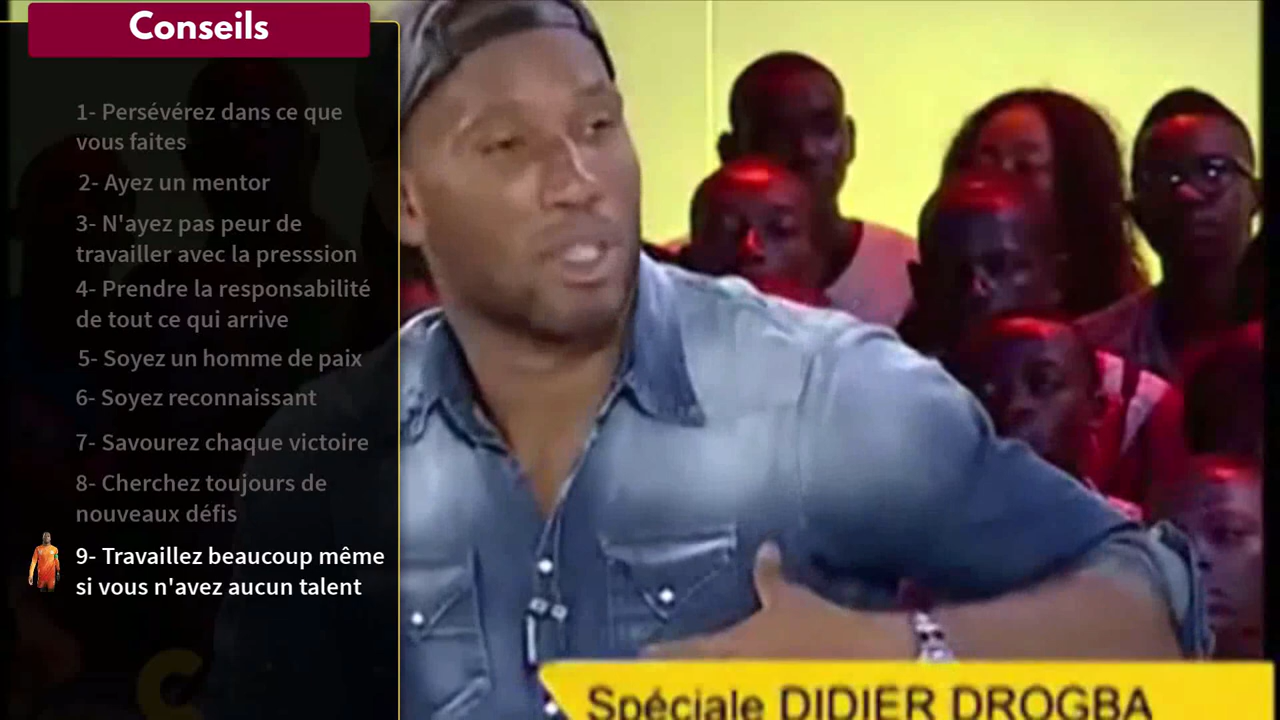 Conseils
1- Persévérez dans ce que
vous faites
2- Ayez un mentor
3- N'ayez pas peur de
travailler avec la presssion
4- Prendre la responsabilité
de tout ce qui arrive
5- Soyez un homme de paix
6- Soyez reconnaissant
7- Savourez chaque victoire
8- Cherchez toujours de
nouveaux défis
9- Travaillez beaucoup même
si vous n'avez aucun talent
Spéciale DIDIER DROGBA